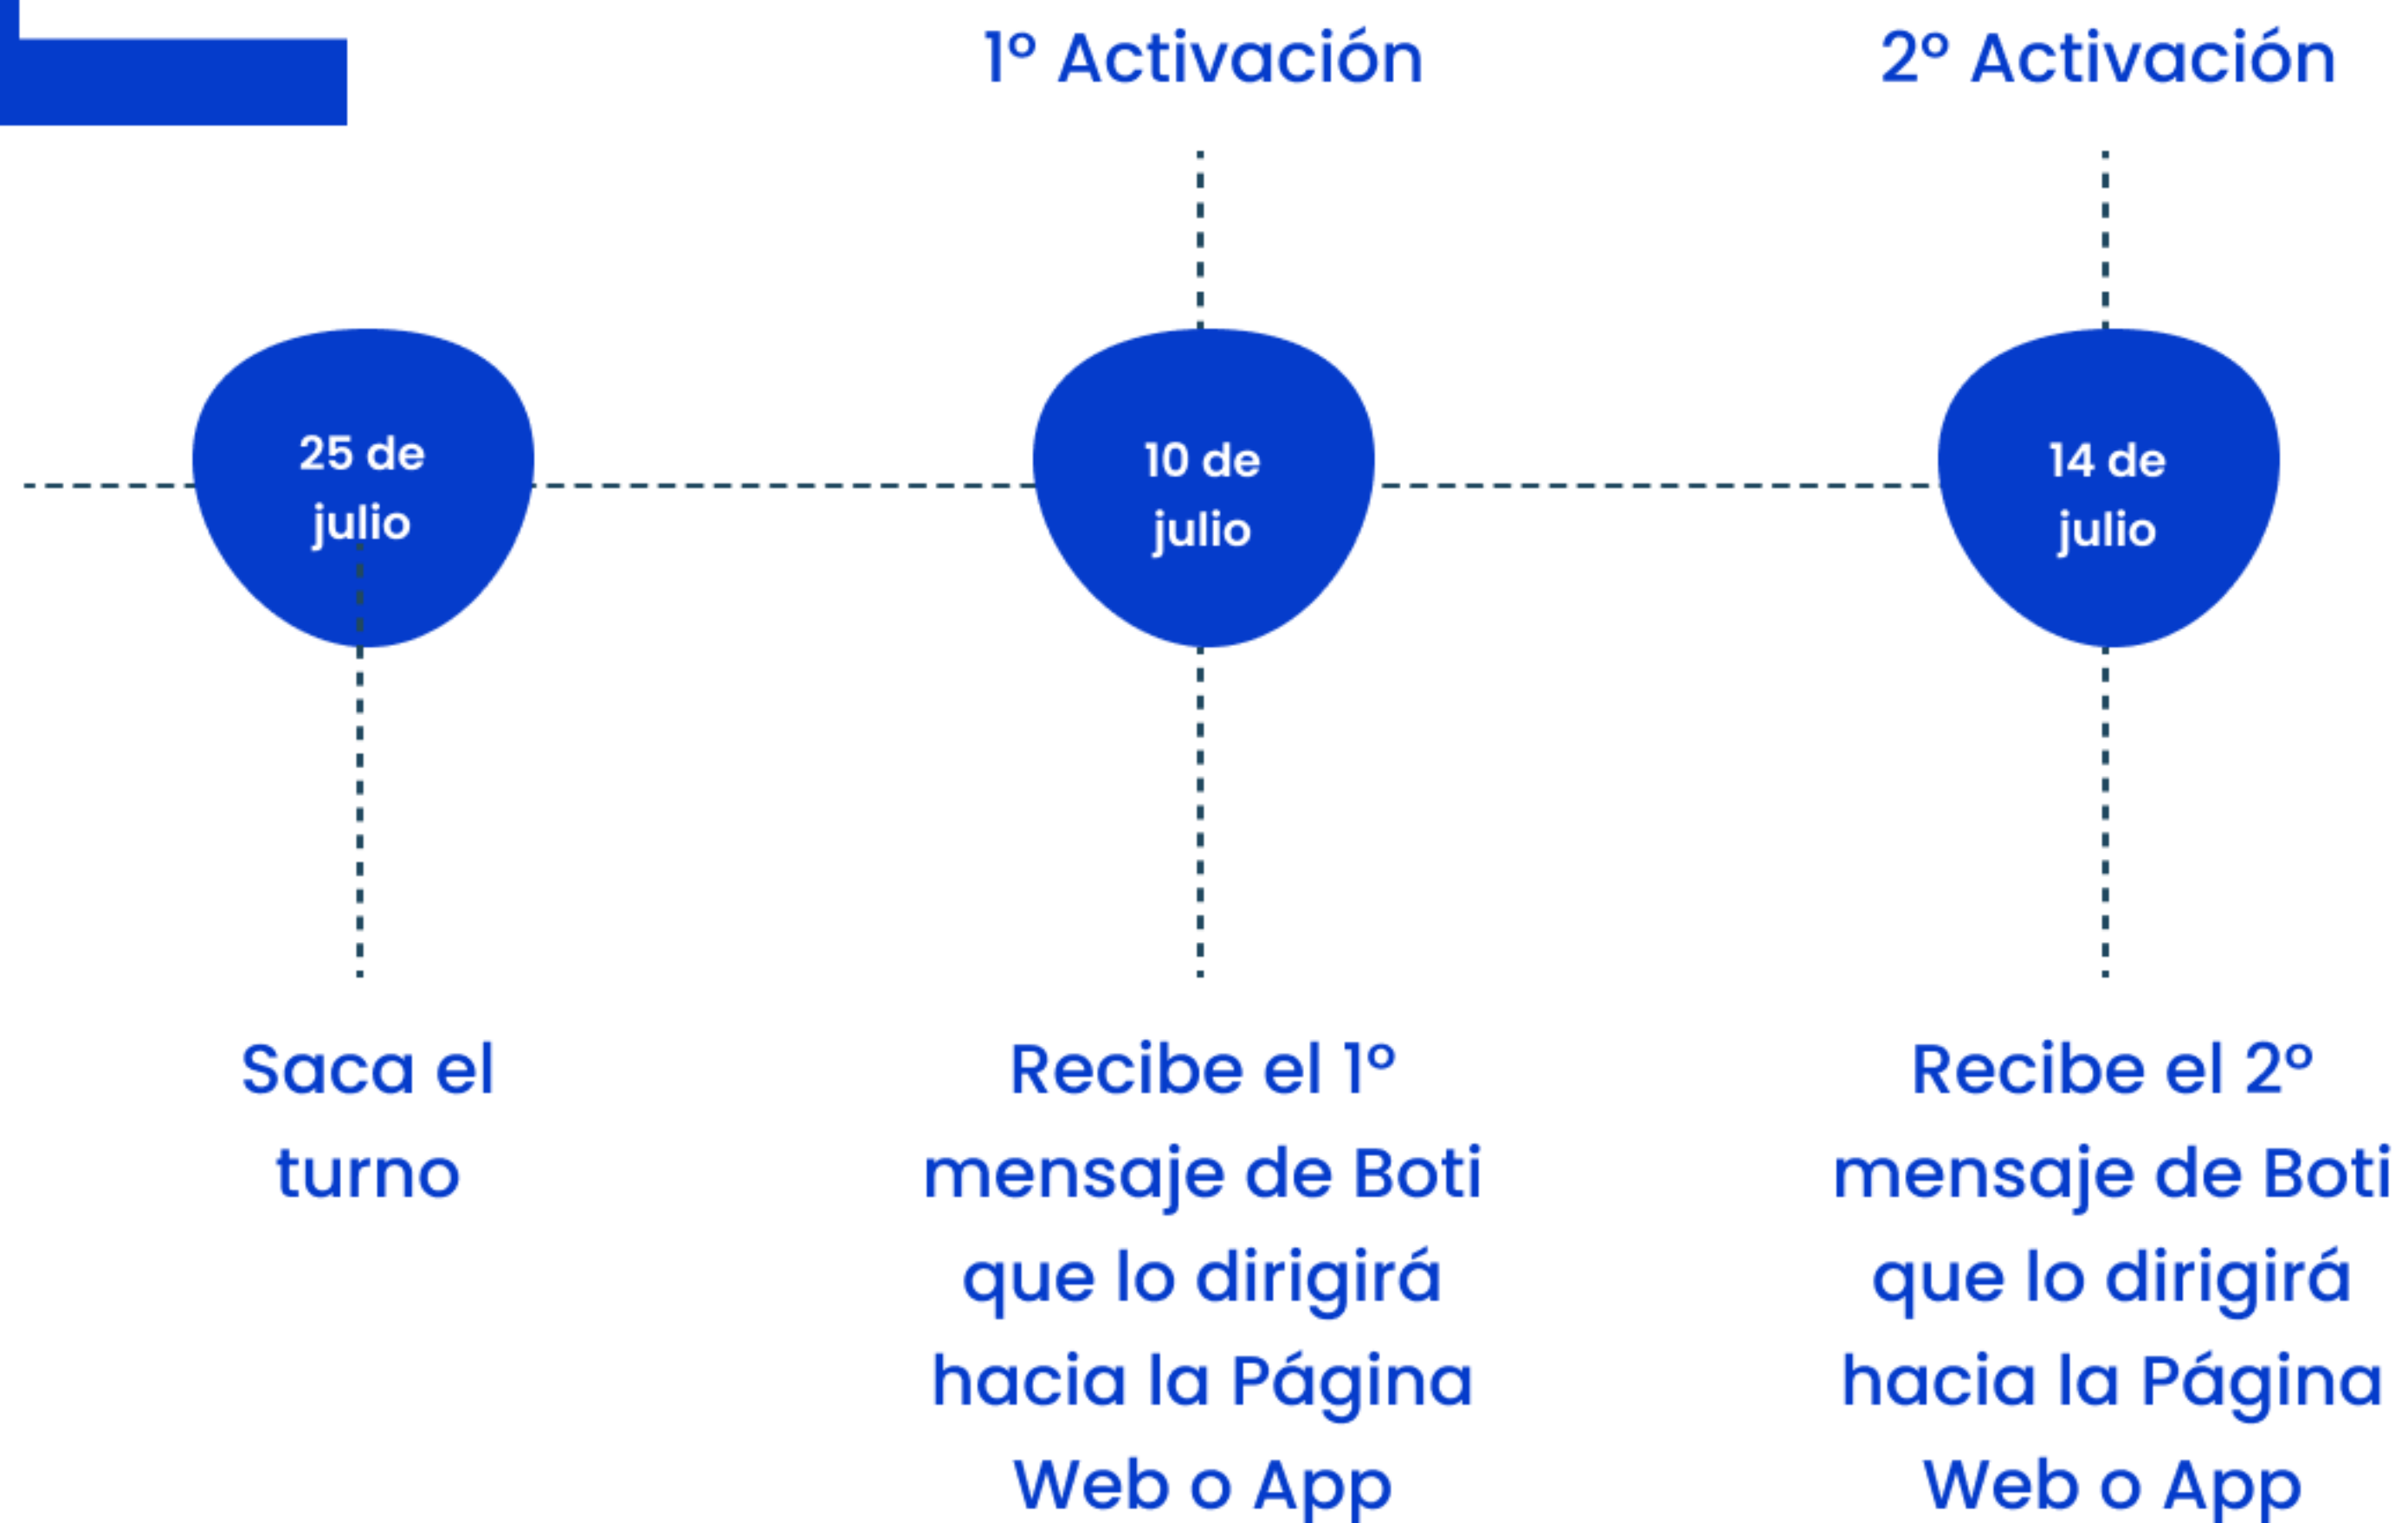 1º Activación
2º Activación
25 de
julio
10 de
julio
14 de
julio
Saca el
turno
Recibe el 1º
mensaje de Boti
que lo dirigirá
hacia la Página
Web o App
Recibe el 2º
mensaje de Boti
que lo dirigirá
hacia la Página
Web o App